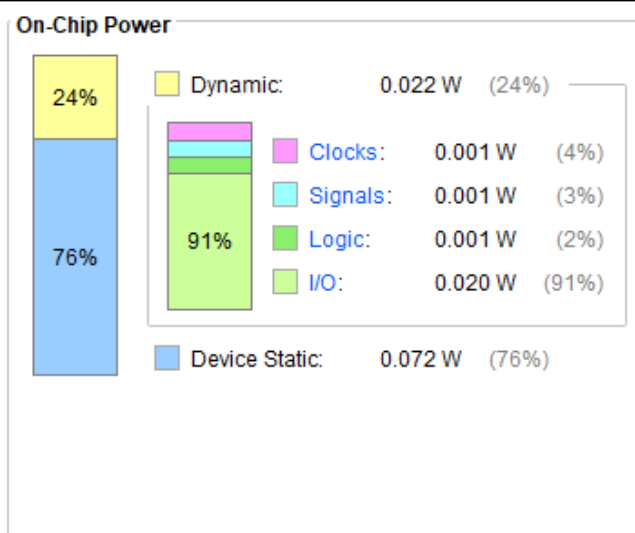 On-Chip Power
24%
76%
Dynamic: 0.022 W (24%)
91%
Clocks: 0.001 W (4%)
Signals: 0.001 W (3%)
Logic: 0.001 W (2%)
I/O: 0.020 W (91%)
Device Static: 0.072 W (76%)